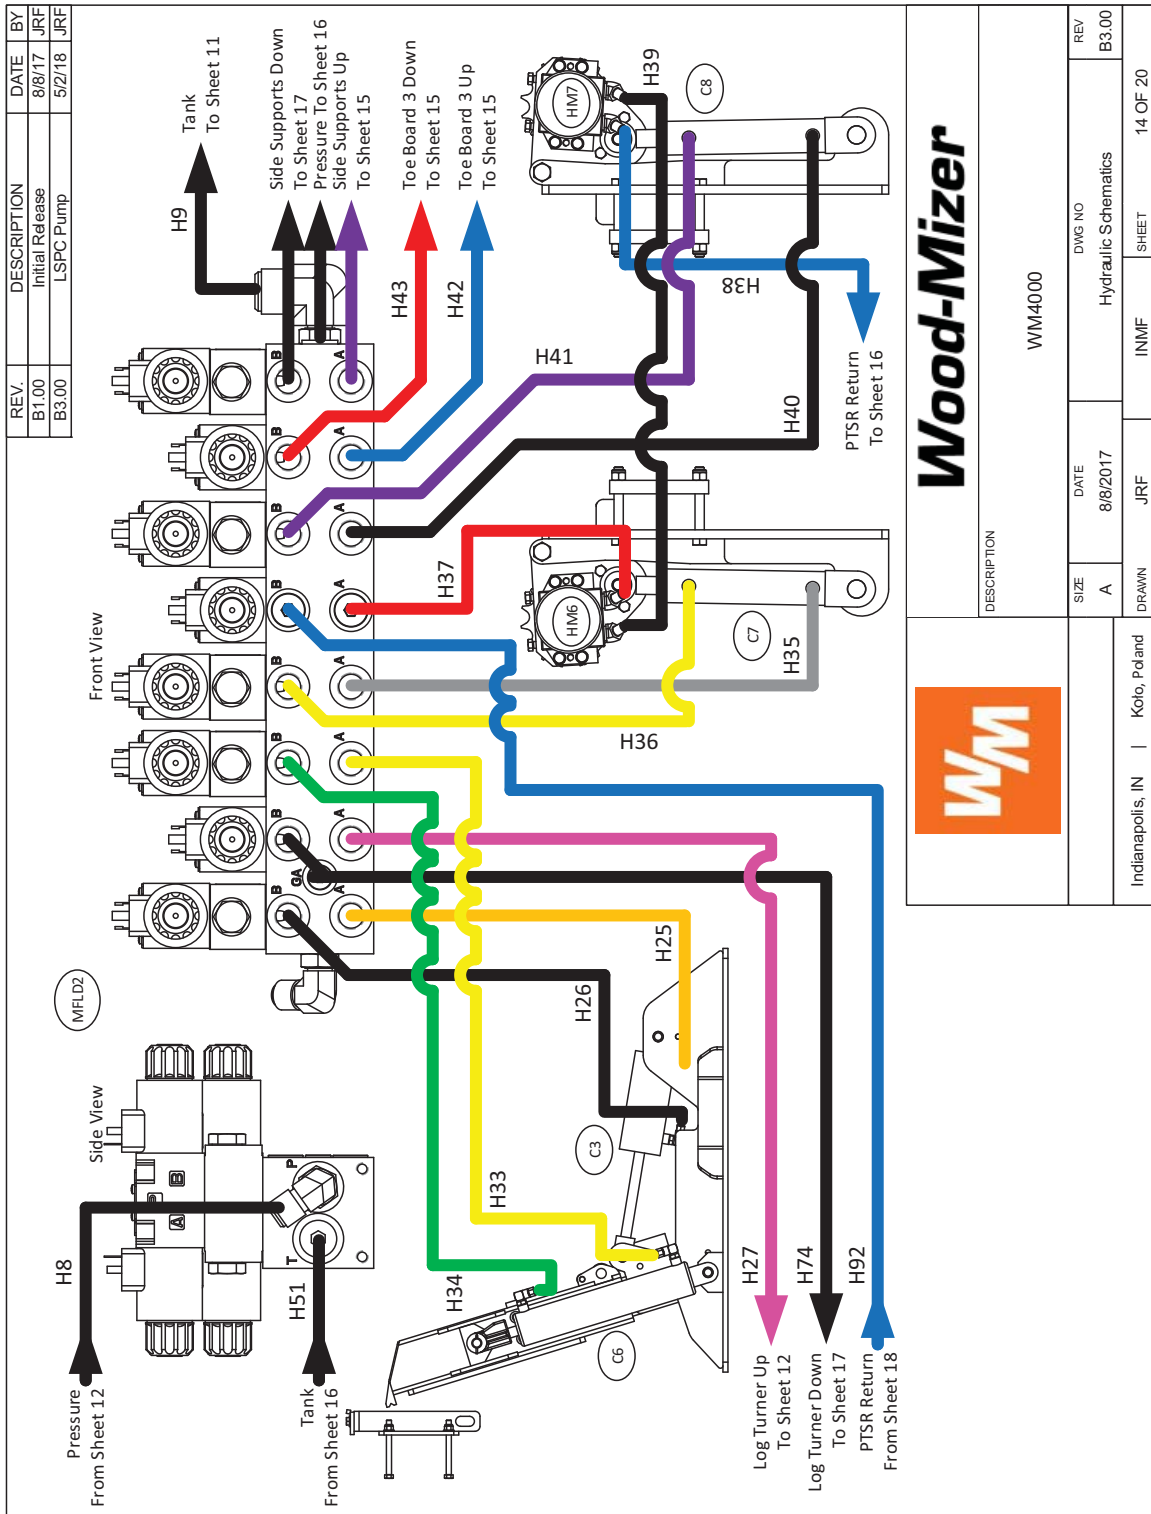 REV.
DESCRIPTION
DATE
BY
B1.00
Initial Release
8/8/17
JRF
B3.00
LSPC Pump
5/2/18
JRF
Side View
MFLD2
Front View
Pressure
From Sheet 12
H8
Tank
From Sheet 16
H51
A
B
P
T
P
Tank
To Sheet 11
H9
Side Supports Down
To Sheet 17
Pressure To Sheet 16
Side Supports Up
To Sheet 15
Toe Board 3 Down
To Sheet 15
Toe Board 3 Up
To Sheet 15
B
B
B
B
B
B
B
B
GA
A
A
A
A
A
A
A
A
H43
H42
H41
H40
H39
H38
H37
H36
H35
H34
H33
H26
H25
H27
H74
H92
HM7
C8
HM6
C7
C3
C6
PTSR Return
To Sheet 16
Log Turner Up
To Sheet 12
Log Turner Down
To Sheet 17
PTSR Return
From Sheet 18
WM
Wood-Mizer
DESCRIPTION
WM4000
SIZE
A
DATE
8/8/2017
DWG NO
Hydraulic Schematics
REV
B3.00
Indianapolis, IN | Koło, Poland
DRAWN
JRF
INMF
SHEET
14 OF 20